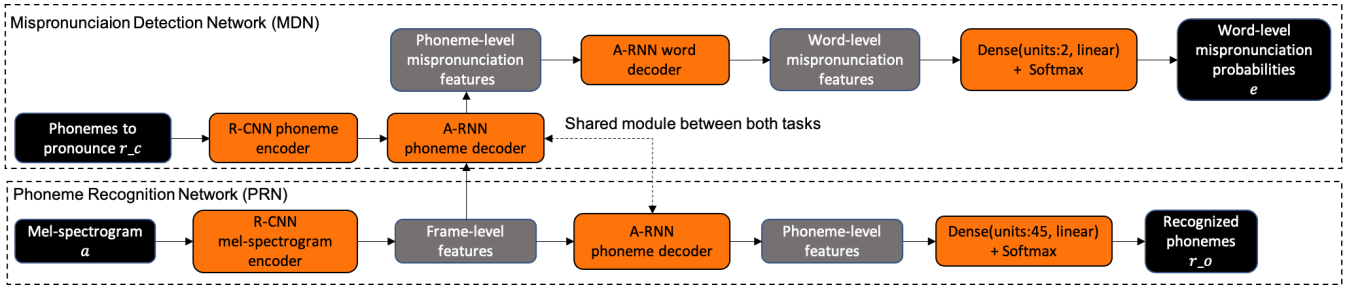 Mispronunciaion Detection Network (MDN)
Phoneme-level
mispronunciation
features
A-RNN word
decoder
Word-level
mispronunciation
features
Dense(units:2, linear)
+ Softmax
Word-level
mispronunciation
probabilities
e
Phonemes to
pronounce r_c
R-CNN phoneme
encoder
A-RNN
phoneme decoder
Shared module between both tasks
Phoneme Recognition Network (PRN)
Mel-spectrogram
a
R-CNN
mel-spectrogram
encoder
Frame-level
features
A-RNN
phoneme decoder
Phoneme-level
features
Dense(units:45, linear)
+ Softmax
Recognized
phonemes
r_o